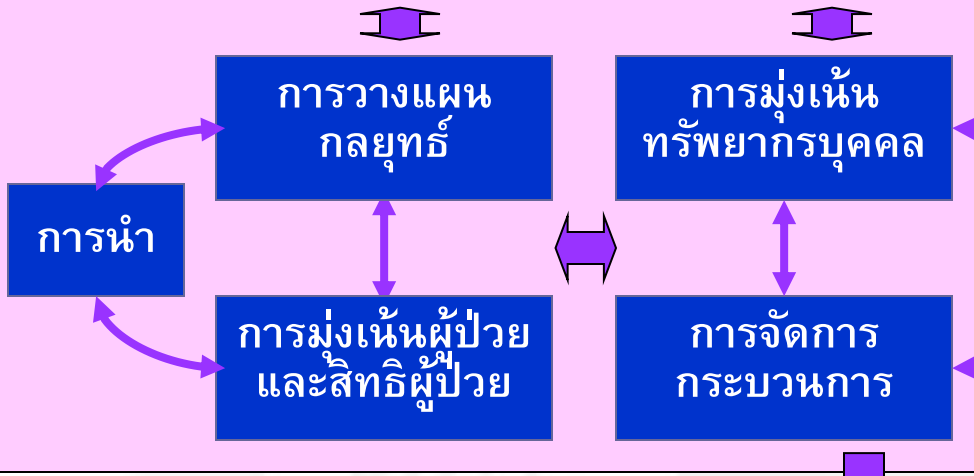 การวางแผน
กลยุทธ์
การมุ่งเน้น
ทรัพยากรบุคคล
การนำ
การมุ่งเน้นผู้ป่วย
และสิทธิผู้ป่วย
การจัดการ
กระบวนการ